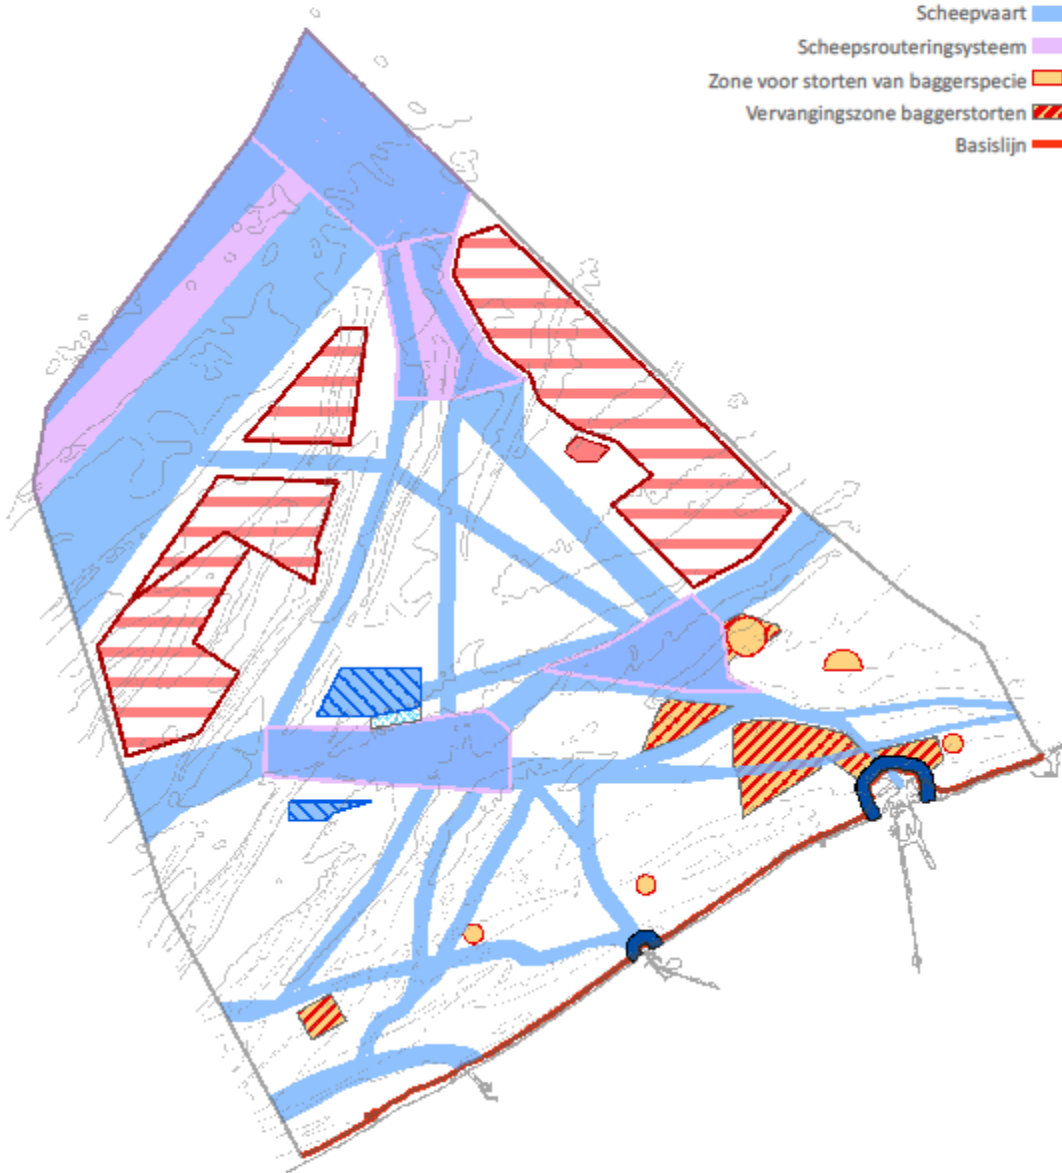 Scheepvaart
Scheepsrouteringsysteem
Zone voor storten van baggerspecie
Vervangingszone baggerstorten
Basislijn